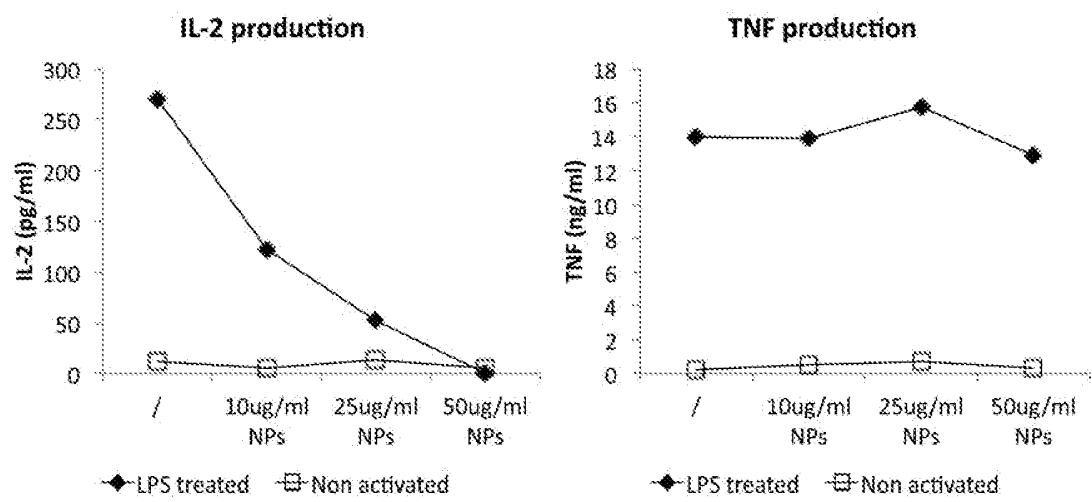 IL-2 production
IL-2 (pg/ml)
300
250
200
150
100
50
0
/
10ug/ml
NPs
25ug/ml
NPs
50ug/ml
NPs
LPS treated
Non activated
TNF production
TNF (ng/ml)
18
16
14
12
10
8
6
4
2
0
/
10ug/ml
NPs
25ug/ml
NPs
50ug/ml
NPs
LPS treated
Non activated